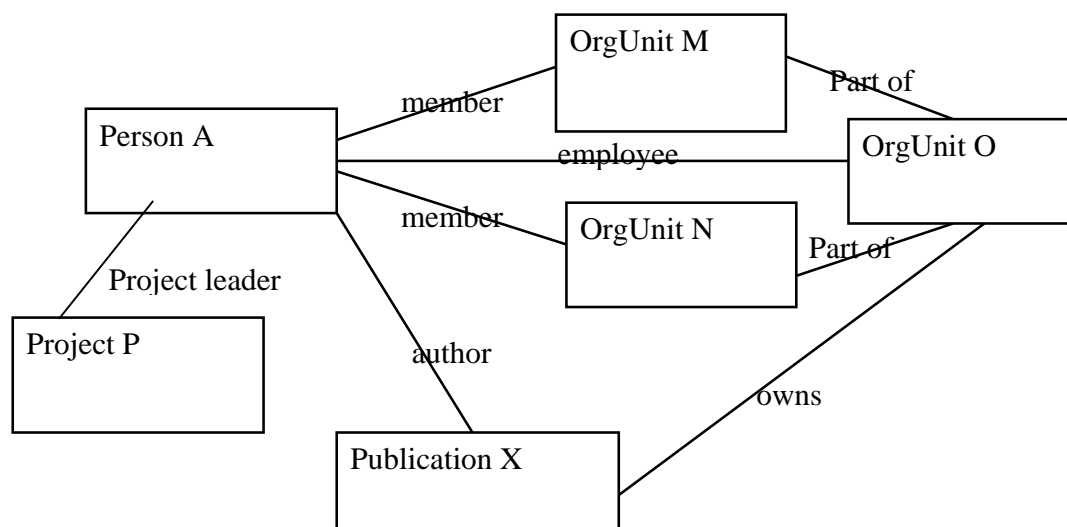 OrgUnit M
Part of
member
Person A
OrgUnit O
employee
member
OrgUnit N
Part of
Project leader
Project P
author
owns
Publication X